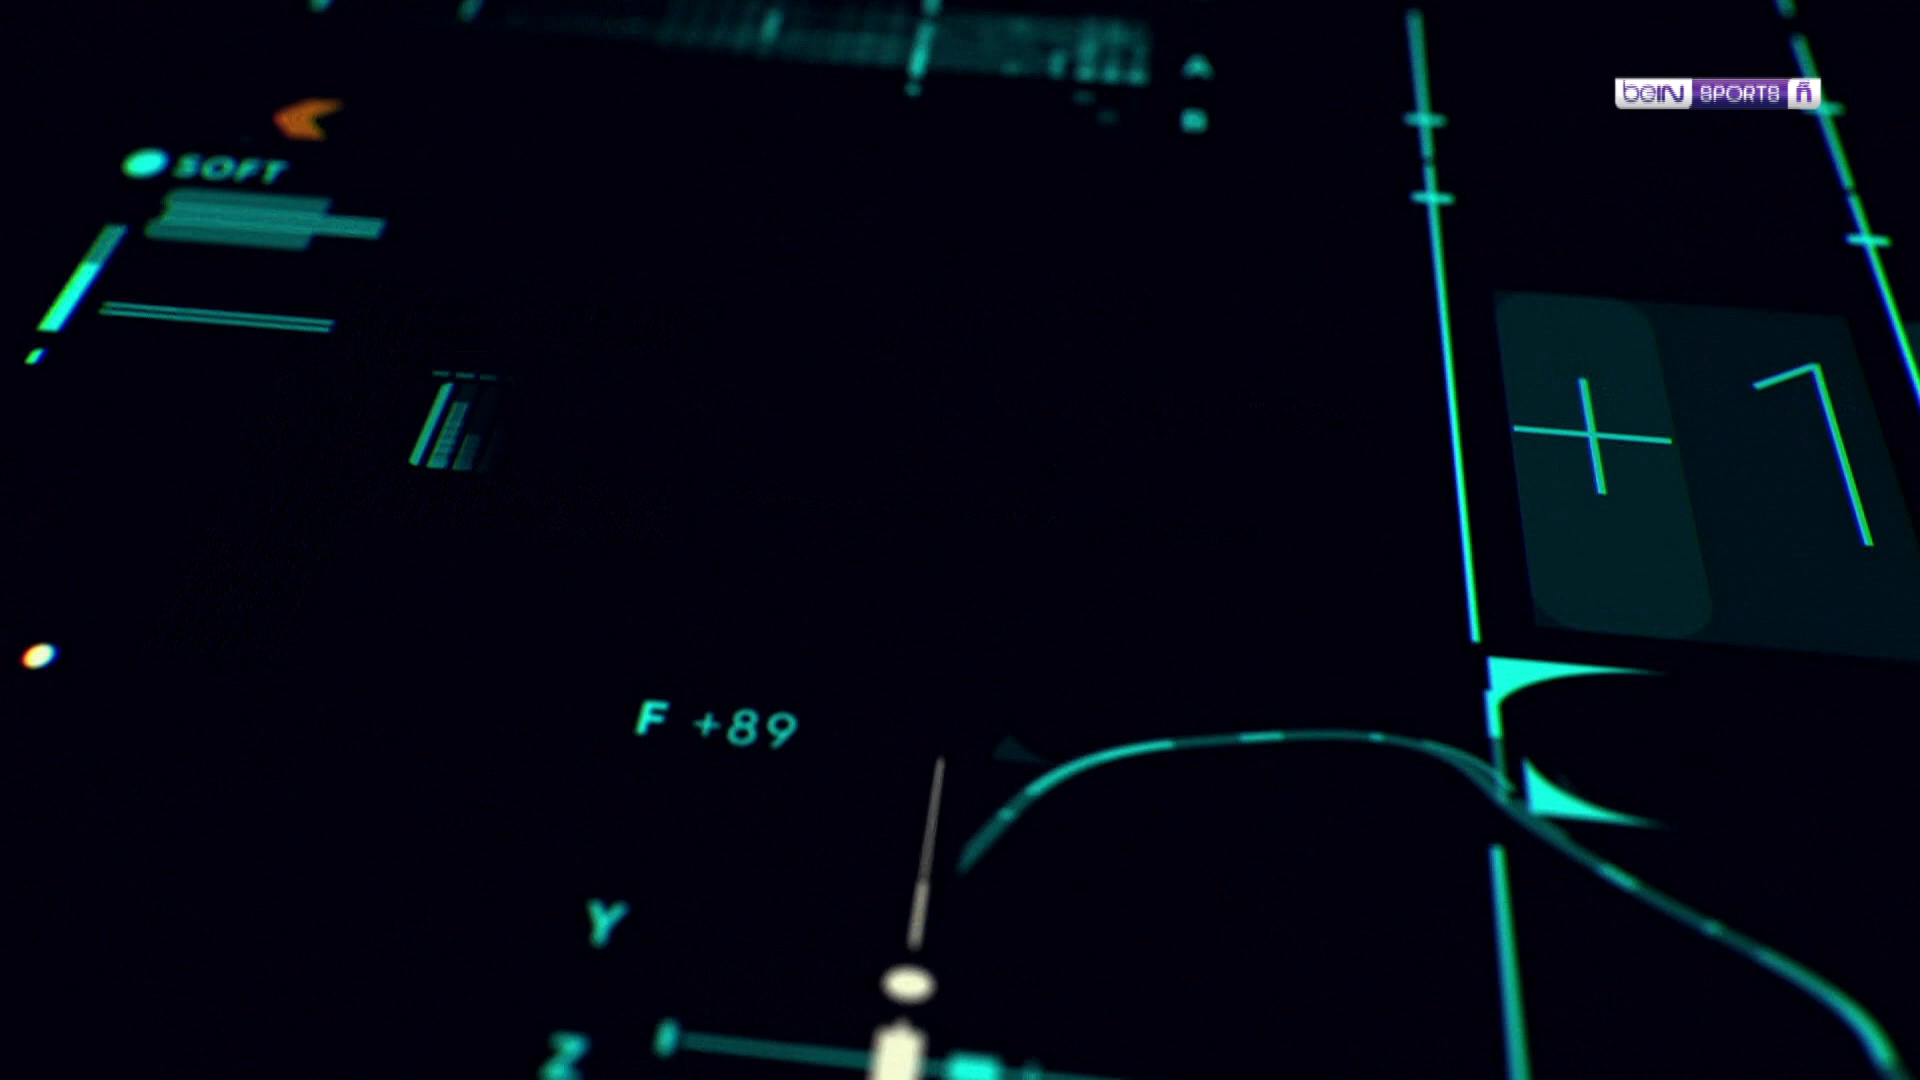 A
B
beIN SPORTS ñ
SOFT
+ 1
F +89
Y
Z